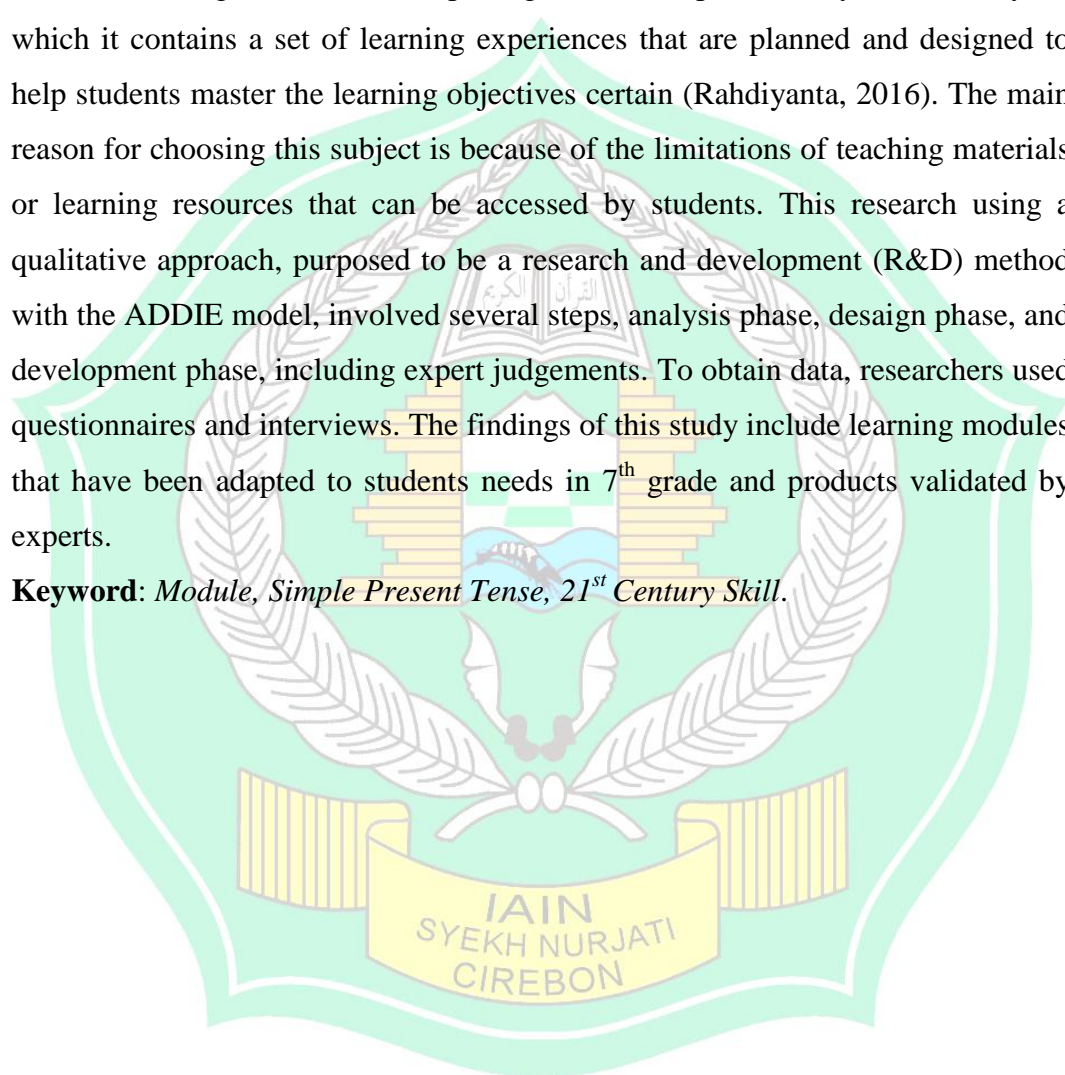 which it contains a set of learning experiences that are planned and designed to
help students master the learning objectives certain (Rahdiyanta, 2016). The main
reason for choosing this subject is because of the limitations of teaching materials
or learning resources that can be accessed by students. This research using a
qualitative approach, purposed to be a research and development (R&D) method
with the ADDIE model, involved several steps, analysis phase, desaign phase, and
development phase, including expert judgements. To obtain data, researchers used
questionnaires and interviews. The findings of this study include learning modules
that have been adapted to students needs in 7th grade and products validated by
experts.
Keyword: Module, Simple Present Tense, 21st Century Skill.
القرآن الكريم
IAIN
SYEKH NURJATI
CIREBON